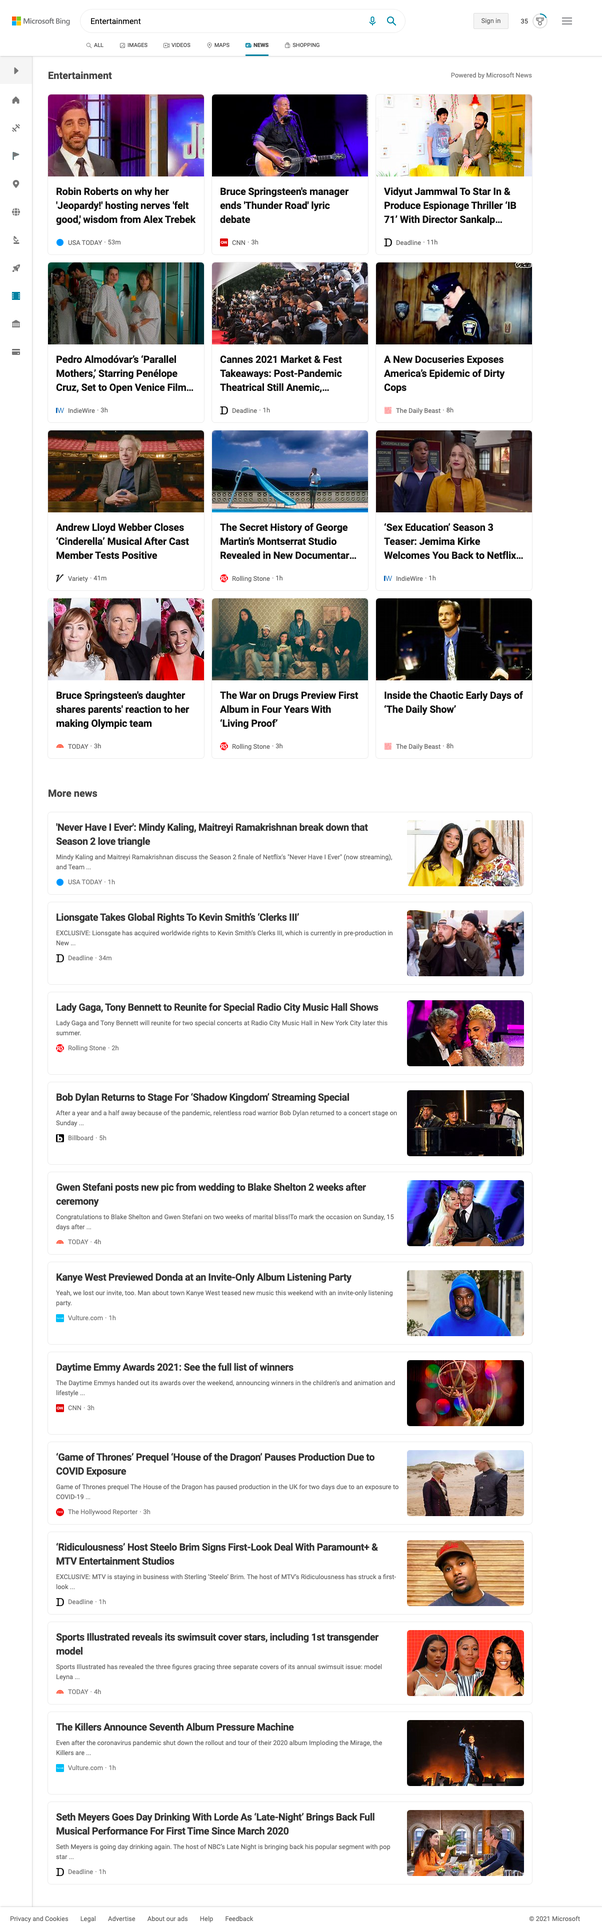 Microsoft Bing
Entertainment
Sign in
35
ALL
IMAGES
VIDEOS
MAPS
NEWS
SHOPPING
Entertainment
Powered by Microsoft News
Robin Roberts on why her
'Jeopardy!' hosting nerves 'felt
good,' wisdom from Alex Trebek
USA TODAY · 53m
Bruce Springsteen's manager
ends 'Thunder Road' lyric
debate
CNN · 3h
Vidyut Jammwal To Star In &
Produce Espionage Thriller ‘IB
71’ With Director Sankalp...
Deadline · 11h
Pedro Almodóvar’s ‘Parallel
Mothers,’ Starring Penélope
Cruz, Set to Open Venice Film...
IndieWire · 3h
Cannes 2021 Market & Fest
Takeaways: Post-Pandemic
Theatrical Still Anemic,...
Deadline · 1h
A New Docuseries Exposes
America’s Epidemic of Dirty
Cops
The Daily Beast · 8h
Andrew Lloyd Webber Closes
‘Cinderella’ Musical After Cast
Member Tests Positive
Variety · 41m
The Secret History of George
Martin’s Montserrat Studio
Revealed in New Documentar...
Rolling Stone · 1h
‘Sex Education’ Season 3
Teaser: Jemima Kirke
Welcomes You Back to Netflix...
IndieWire · 1h
Bruce Springsteen's daughter
shares parents' reaction to her
making Olympic team
TODAY · 3h
The War on Drugs Preview First
Album in Four Years With
‘Living Proof’
Rolling Stone · 3h
Inside the Chaotic Early Days of
‘The Daily Show’
The Daily Beast · 8h
More news
'Never Have I Ever': Mindy Kaling, Maitreyi Ramakrishnan break down that
Season 2 love triangle
Mindy Kaling and Maitreyi Ramakrishnan discuss the Season 2 finale of Netflix's "Never Have I Ever" (now streaming),
and Team ...
USA TODAY · 1h
Lionsgate Takes Global Rights To Kevin Smith’s ‘Clerks III’
EXCLUSIVE: Lionsgate has acquired worldwide rights to Kevin Smith’s Clerks III, which is currently in pre-production in
New ...
Deadline · 34m
Lady Gaga, Tony Bennett to Reunite for Special Radio City Music Hall Shows
Lady Gaga and Tony Bennett will reunite for two special concerts at Radio City Music Hall in New York City later this
summer.
Rolling Stone · 2h
Bob Dylan Returns to Stage For ‘Shadow Kingdom’ Streaming Special
After a year and a half away because of the pandemic, relentless road warrior Bob Dylan returned to a concert stage on
Sunday ...
Billboard · 5h
Gwen Stefani posts new pic from wedding to Blake Shelton 2 weeks after
ceremony
Congratulations to Blake Shelton and Gwen Stefani on two weeks of marital bliss!To mark the occasion on Sunday, 15
days after ...
TODAY · 4h
Kanye West Previewed Donda at an Invite-Only Album Listening Party
Yeah, we lost our invite, too. Man about town Kanye West teased new music this weekend with an invite-only listening
party.
Vulture.com · 1h
Daytime Emmy Awards 2021: See the full list of winners
The Daytime Emmys handed out its awards over the weekend, announcing winners in the children's and animation and
lifestyle ...
CNN · 3h
‘Game of Thrones’ Prequel ‘House of the Dragon’ Pauses Production Due to
COVID Exposure
Game of Thrones prequel The House of the Dragon has paused production in the UK for two days due to an exposure to
COVID-19 ...
The Hollywood Reporter · 3h
‘Ridiculousness’ Host Steelo Brim Signs First-Look Deal With Paramount+ &
MTV Entertainment Studios
EXCLUSIVE: MTV is staying in business with Sterling ‘Steelo’ Brim. The host of MTV’s Ridiculousness has struck a first-
look ...
Deadline · 1h
Sports Illustrated reveals its swimsuit cover stars, including 1st transgender
model
Sports Illustrated has revealed the three figures gracing three separate covers of its annual swimsuit issue: model
Leyna ...
TODAY · 4h
The Killers Announce Seventh Album Pressure Machine
Even after the coronavirus pandemic shut down the rollout and tour of their 2020 album Imploding the Mirage, the
Killers are ...
Vulture.com · 1h
Seth Meyers Goes Day Drinking With Lorde As ‘Late-Night’ Brings Back Full
Musical Performance For First Time Since March 2020
Seth Meyers is going day drinking again. The host of NBC’s Late Night is bringing back his popular segment with pop
star ...
Deadline · 1h
Privacy and Cookies
Legal
Advertise
About our ads
Help
Feedback
© 2021 Microsoft